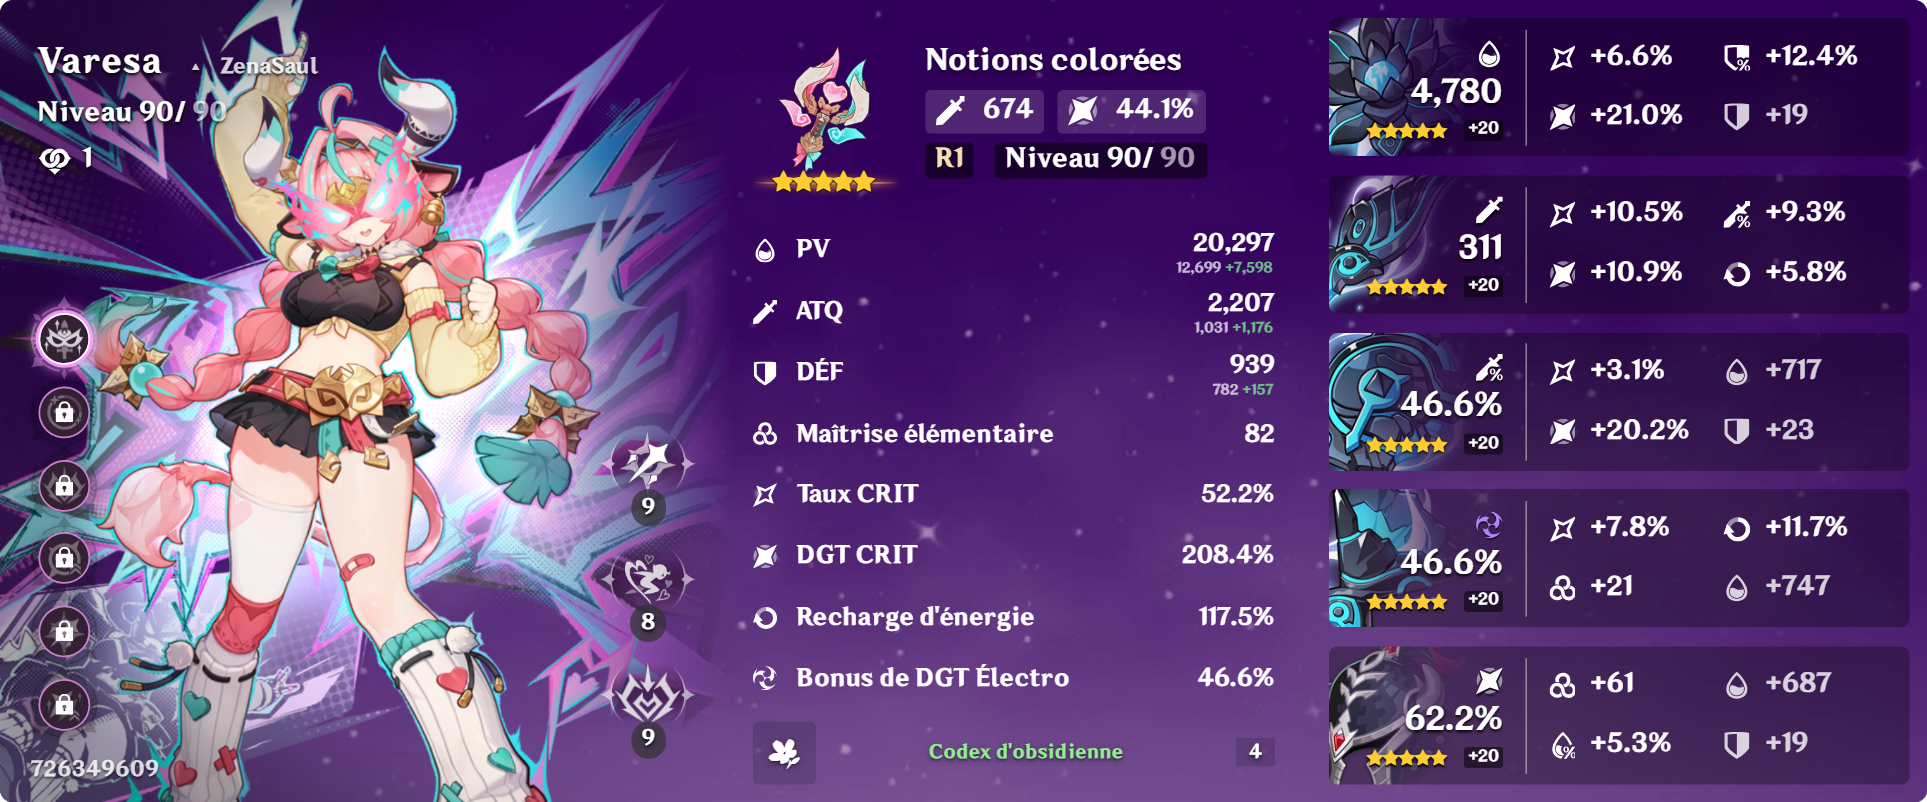 Varesa ▲ ZenaSaul
Niveau 90/ 90
1
9
8
9
726349609
Notions colorées
674 44.1%
R1 Niveau 90/ 90
PV 20,297
12,699 +7,598
ATQ 2,207
1,031 +1,176
DÉF 939
782 +157
Maîtrise élémentaire 82
Taux CRIT 52.2%
DGT CRIT 208.4%
Recharge d'énergie 117.5%
Bonus de DGT Électro 46.6%
Codex d'obsidienne 4
4,780
+20
+6.6% +12.4%
+21.0% +19
311
+20
+10.5% +9.3%
+10.9% +5.8%
46.6%
+20
+3.1% +717
+20.2% +23
46.6%
+20
+7.8% +11.7%
+21 +747
62.2%
+20
+61 +687
+5.3% +19